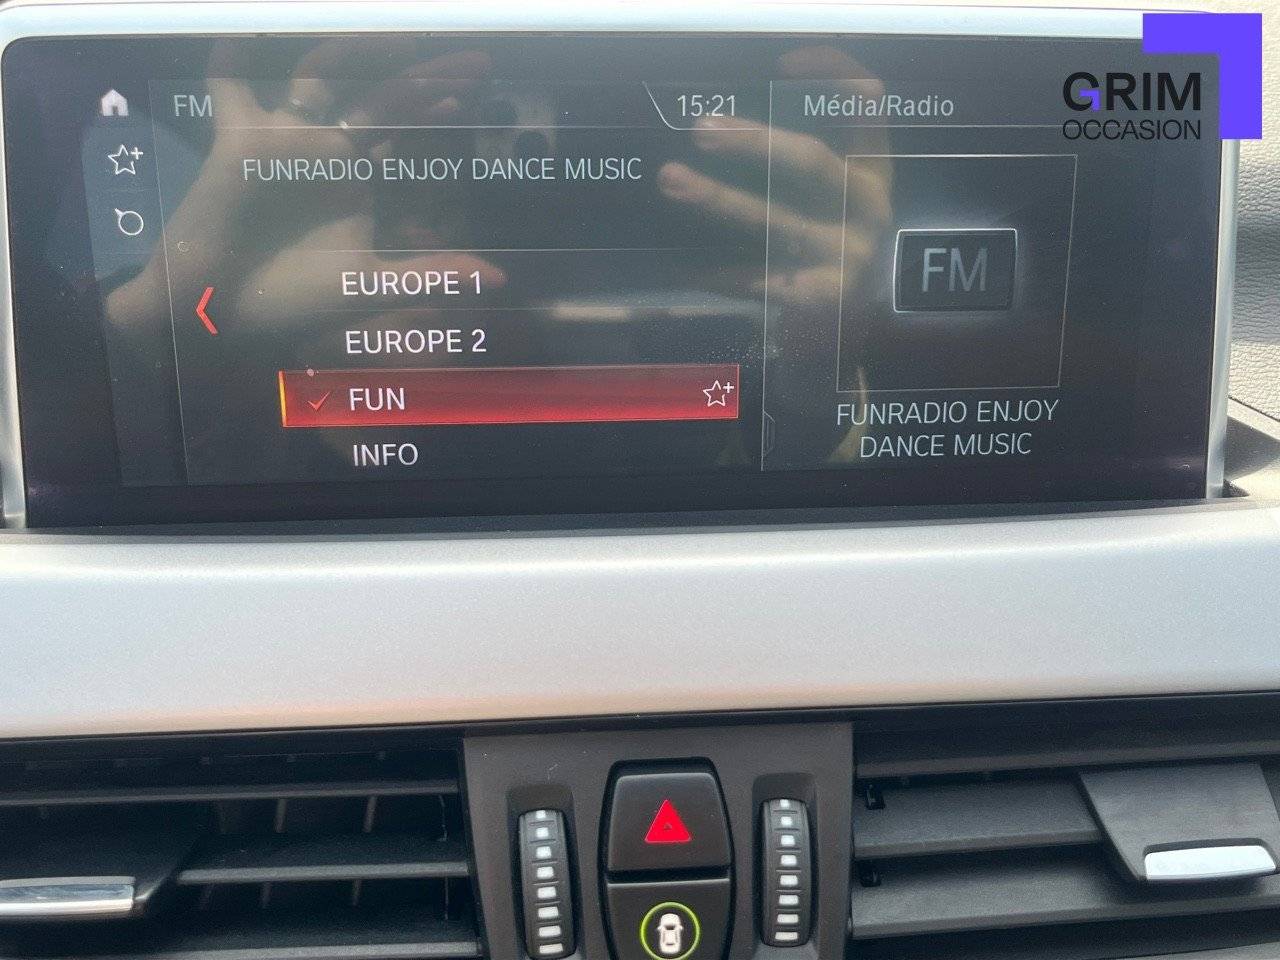 FM
15:21
Média/Radio
GRIM
OCCASION
FUNRADIO ENJOY DANCE MUSIC
EUROPE 1
EUROPE 2
FUN
INFO
FM
FUNRADIO ENJOY
DANCE MUSIC